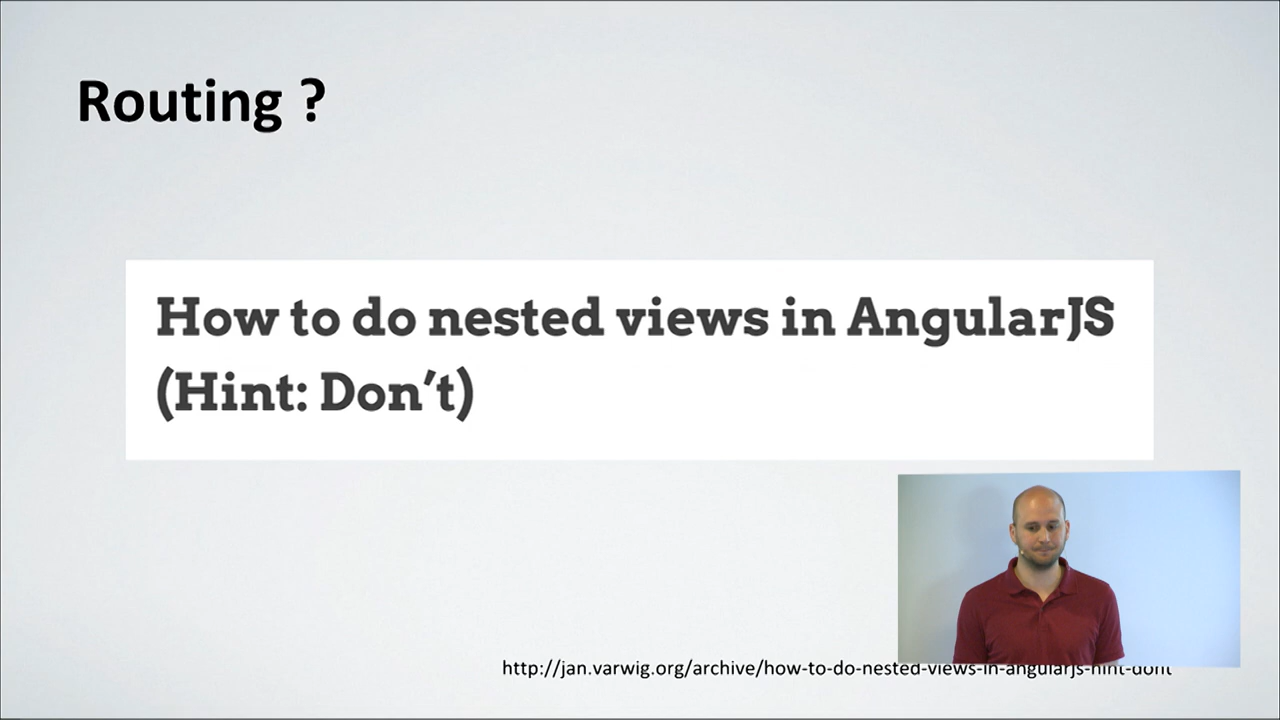 Routing ?
How to do nested views in AngularJS
(Hint: Don’t)
http://jan.varwig.org/archive/how-to-do-nested-views-in-angularjs-hint-dont